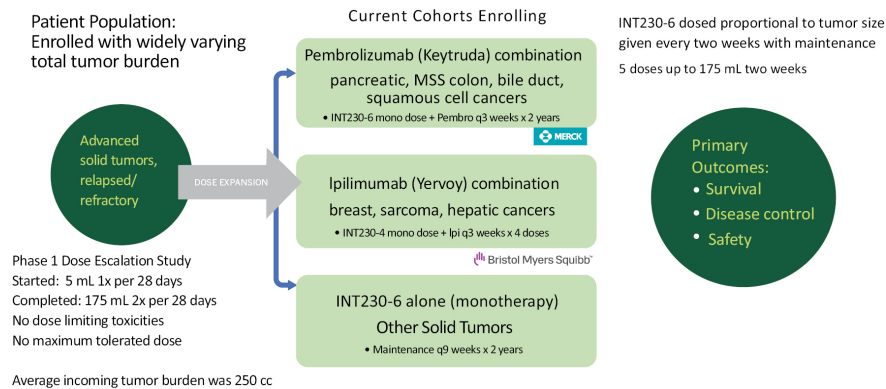 Patient Population:
Enrolled with widely varying
total tumor burden
Advanced
solid tumors,
relapsed/
refractory
DOSE EXPANSION
Phase 1 Dose Escalation Study
Started: 5 mL 1x per 28 days
Completed: 175 mL 2x per 28 days
No dose limiting toxicities
No maximum tolerated dose
Average incoming tumor burden was 250 cc
Current Cohorts Enrolling
Pembrolizumab (Keytruda) combination
pancreatic, MSS colon, bile duct,
squamous cell cancers
• INT230-6 mono dose + Pembro q3 weeks x 2 years
MERCK
Ipilimumab (Yervoy) combination
breast, sarcoma, hepatic cancers
• INT230-4 mono dose + Ipi q3 weeks x 4 doses
Bristol Myers Squibb™
INT230-6 alone (monotherapy)
Other Solid Tumors
• Maintenance q9 weeks x 2 years
INT230-6 dosed proportional to tumor size
given every two weeks with maintenance
5 doses up to 175 mL two weeks
Primary
Outcomes:
• Survival
• Disease control
• Safety